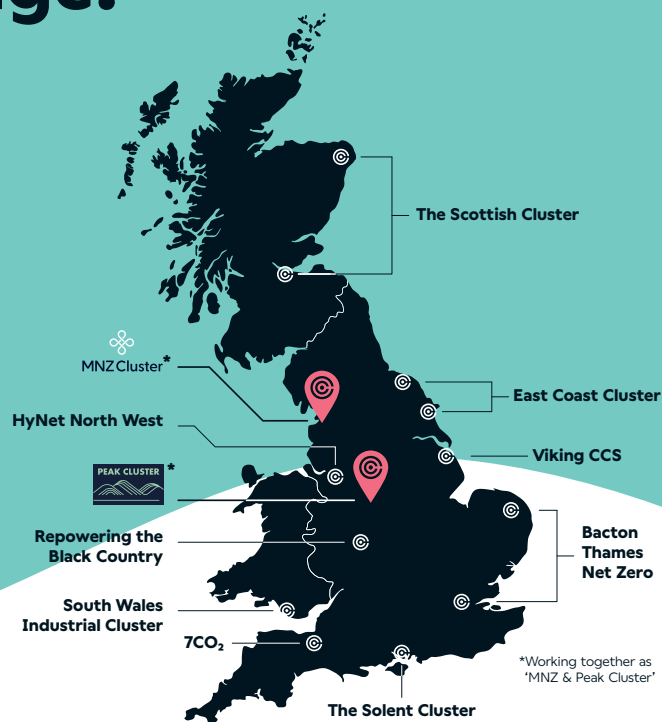 The Scottish Cluster
MNZ Cluster*
East Coast Cluster
HyNet North West
Viking CCS
PEAK CLUSTER
*
Repowering the
Black Country
Bacton
Thames
Net Zero
South Wales
Industrial Cluster
7CO₂
*Working together as
‘MNZ & Peak Cluster’
The Solent Cluster